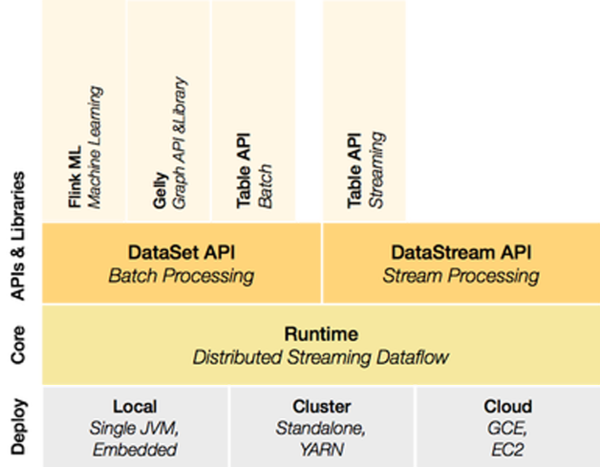 APIs & Libraries
Flink ML
Machine Learning
Gelly
Graph API &Library
Table API
Batch
Table API
Streaming
DataSet API
Batch Processing
DataStream API
Stream Processing
Core
Runtime
Distributed Streaming Dataflow
Deploy
Local
Single JVM,
Embedded
Cluster
Standalone,
YARN
Cloud
GCE,
EC2